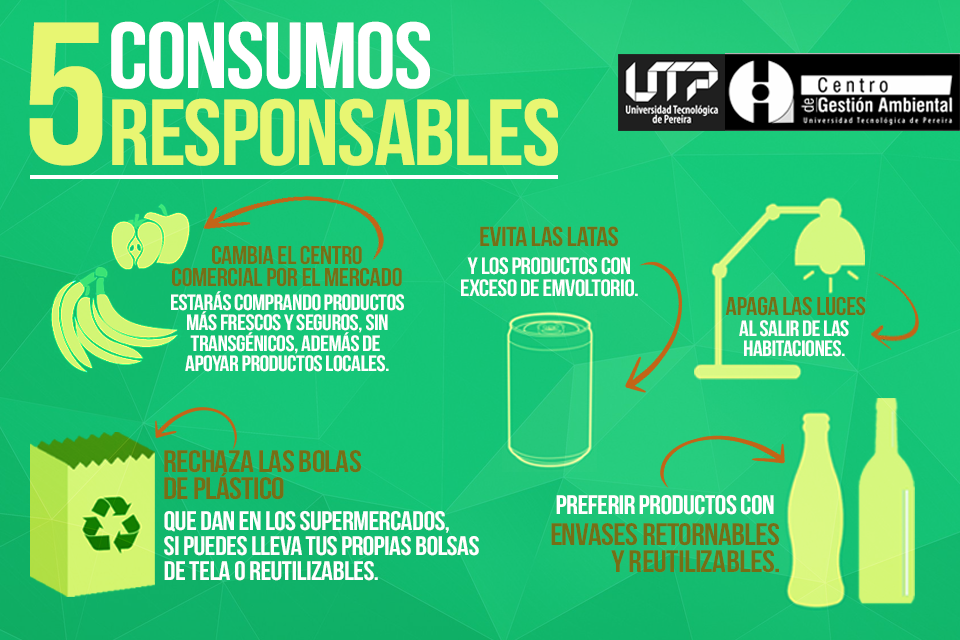 5 CONSUMOS
RESPONSABLES
UTP
Universidad Tecnológica
de Pereira
Centro
de Gestión Ambiental
Universidad Tecnológica de Pereira
CAMBIA EL CENTRO
COMERCIAL POR EL MERCADO
ESTARÁS COMPRANDO PRODUCTOS
MÁS FRESCOS Y SEGUROS, SIN
TRANSGÉNICOS, ADEMÁS DE
APOYAR PRODUCTOS LOCALES.
EVITA LAS LATAS
Y LOS PRODUCTOS CON
EXCESO DE EMVOLTORIO.
APAGA LAS LUCES
AL SALIR DE LAS
HABITACIONES.
RECHAZA LAS BOLAS
DE PLÁSTICO
QUE DAN EN LOS SUPERMERCADOS,
SI PUEDES LLEVA TUS PROPIAS BOLSAS
DE TELA O REUTILIZABLES.
PREFERIR PRODUCTOS CON
ENVASES RETORNABLES
Y REUTILIZABLES.